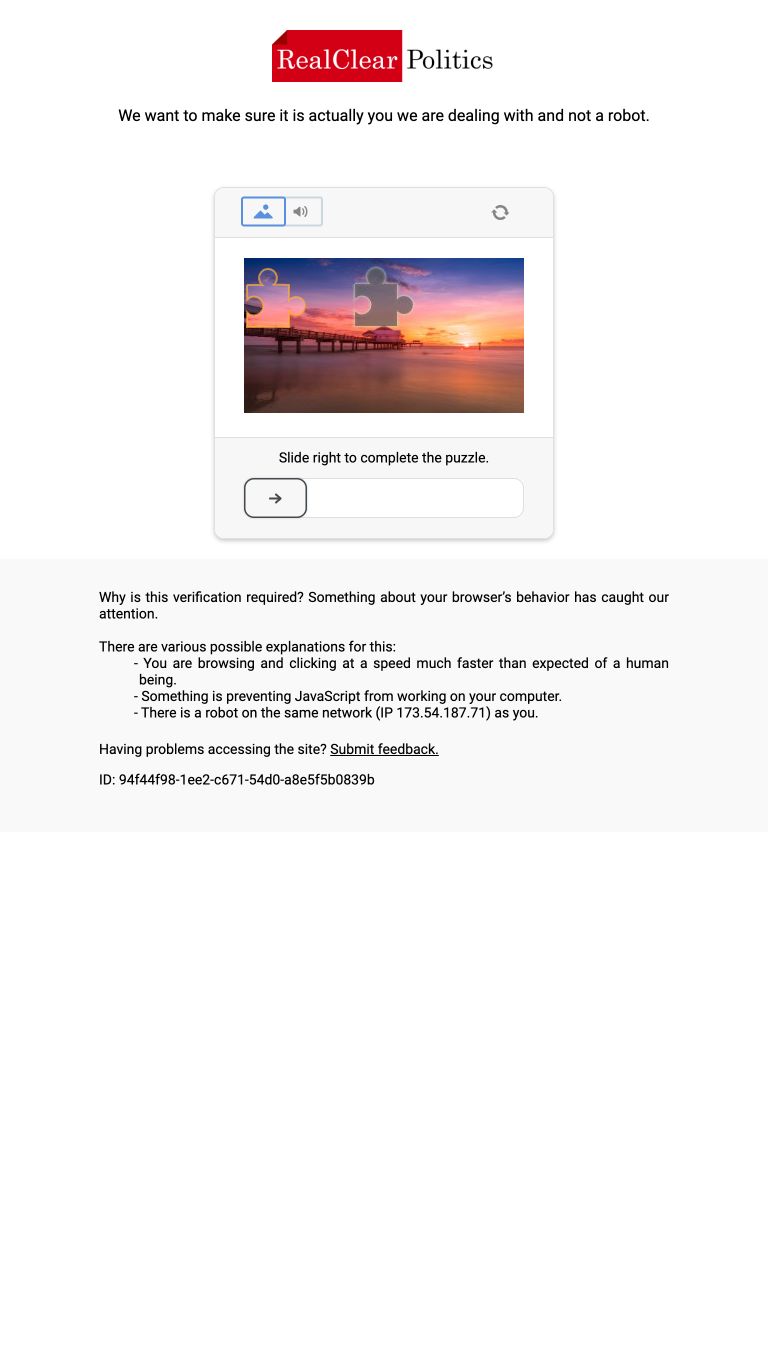 RealClear Politics
We want to make sure it is actually you we are dealing with and not a robot.
Slide right to complete the puzzle.
Why is this verification required? Something about your browser's behavior has caught our
attention.
There are various possible explanations for this:
- You are browsing and clicking at a speed much faster than expected of a human
being.
- Something is preventing JavaScript from working on your computer.
- There is a robot on the same network (IP 173.54.187.71) as you.
Having problems accessing the site? Submit feedback.
ID: 94f44f98-1ee2-c671-54d0-a8e5f5b0839b